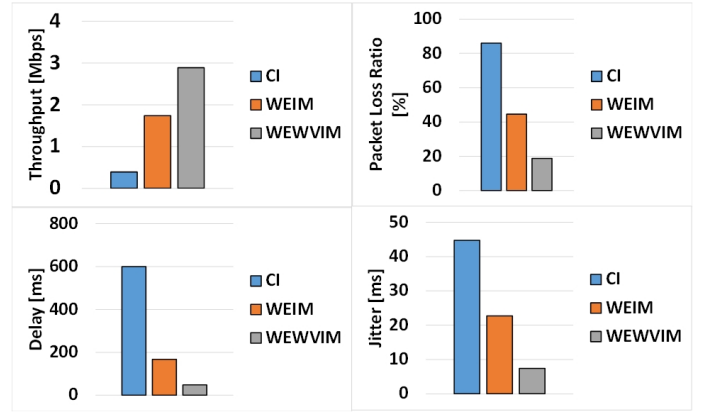 Throughput [Mbps]
4
3
2
1
0
CI
WEIM
WEWVIM
Packet Loss Ratio
[%]
100
80
60
40
20
0
CI
WEIM
WEWVIM
Delay [ms]
800
600
400
200
0
CI
WEIM
WEWVIM
Jitter [ms]
50
40
30
20
10
0
CI
WEIM
WEWVIM